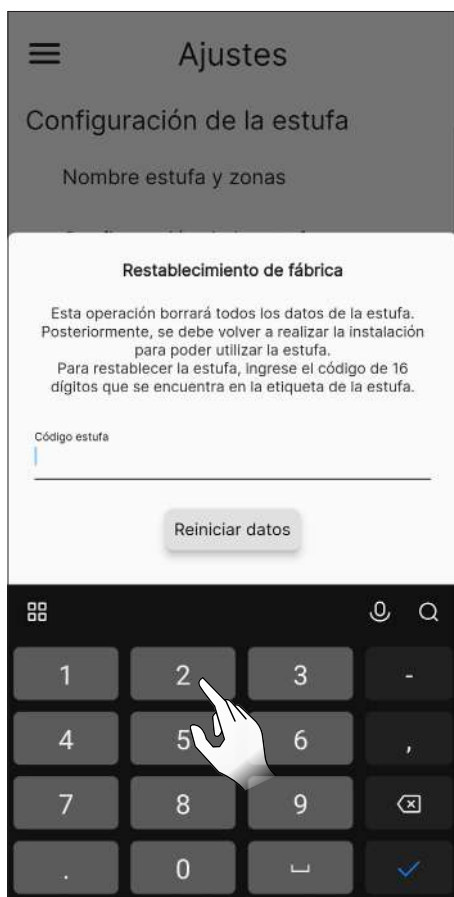 Ajustes
Configuración de la estufa
Nombre estufa y zonas
Restablecimiento de fábrica
Esta operación borrará todos los datos de la estufa.
Posteriormente, se debe volver a realizar la instalación
para poder utilizar la estufa.
Para restablecer la estufa, ingrese el código de 16
dígitos que se encuentra en la etiqueta de la estufa.
Código estufa
Reiniciar datos
1 2 3 -
4 5 6 ,
7 8 9
. 0